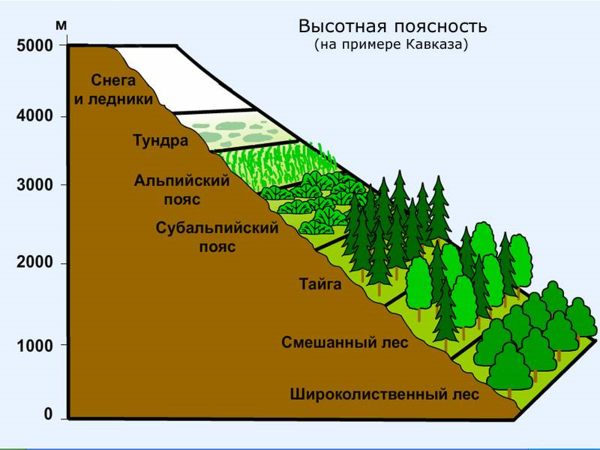 Высотная поясность
(на примере Кавказа)
м
5000
Снега
и ледники
4000
Тундра
3000
Альпийский
пояс
Субальпийский
пояс
2000
Тайга
1000
Смешанный лес
Широколиственный лес
0